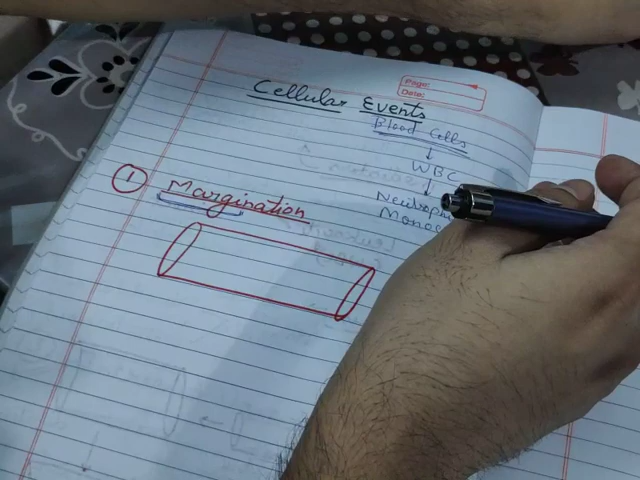 Page:
Date:
Cellular Events
Blood Cells
↓
WBC
↓
① Margination